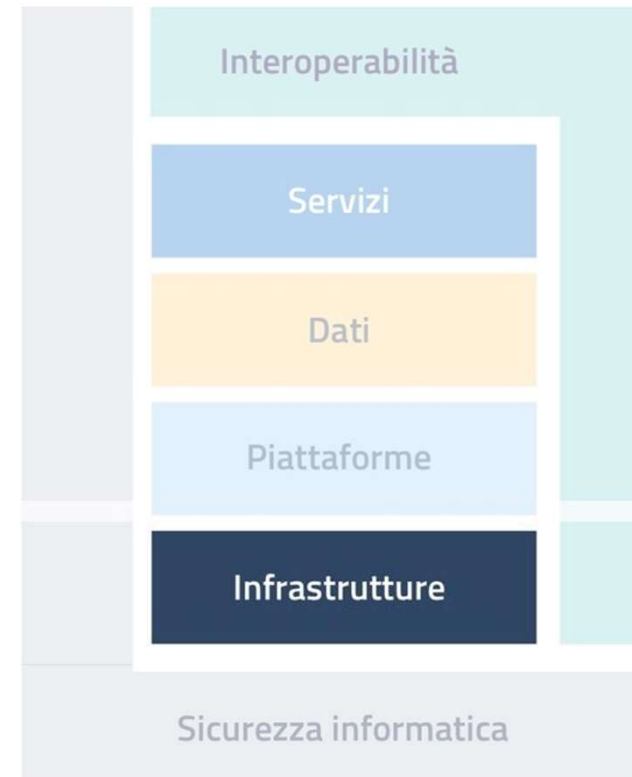 Interoperabilità
Servizi
Dati
Piattaforme
Infrastrutture
Sicurezza informatica